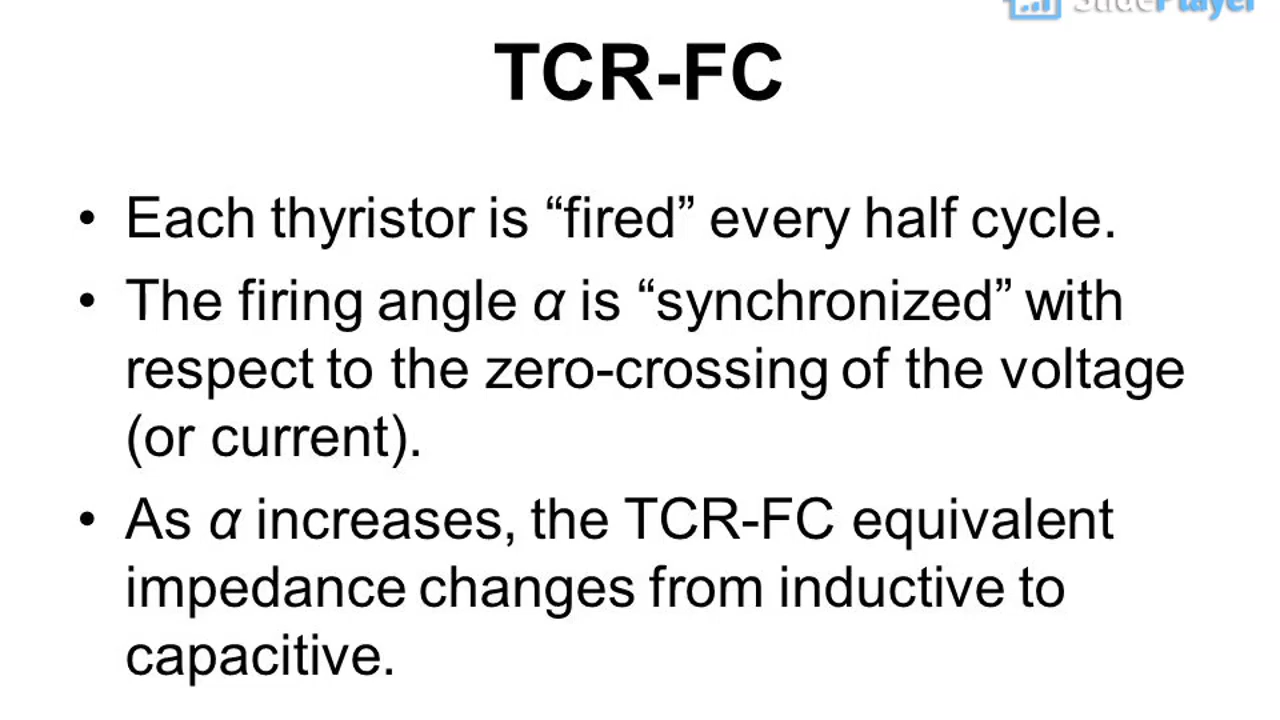 SlidePlayer
TCR-FC
• Each thyristor is “fired” every half cycle.
• The firing angle α is “synchronized” with
respect to the zero-crossing of the voltage
(or current).
• As α increases, the TCR-FC equivalent
impedance changes from inductive to
capacitive.